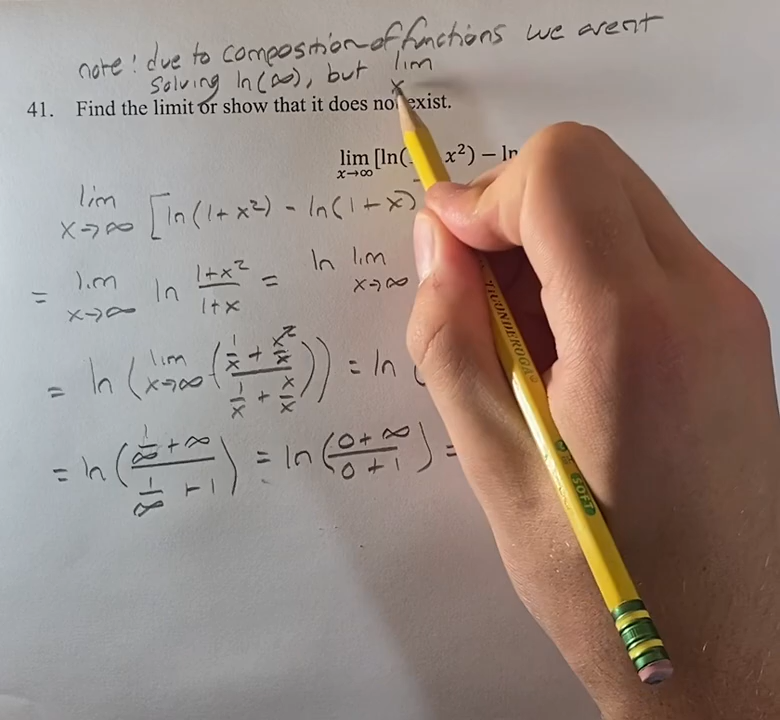 note: due to composition of functions we arent
solving ln(∞), but lim
x
41. Find the limit or show that it does not exist.
lim x→∞ [ln( x²) − ln
lim x→∞ [ln(1+x²) - ln(1+x)
= lim x→∞ ln (1+x²)/(1+x) = ln lim x→∞
= ln(lim x→∞ ((1/x + x²/x)/(1/x + x/x))) = ln (
= ln((1/∞ + ∞)/(1/∞ + 1)) = ln((0+∞)/(0+1)) =
TICONDEROGA
SOFT